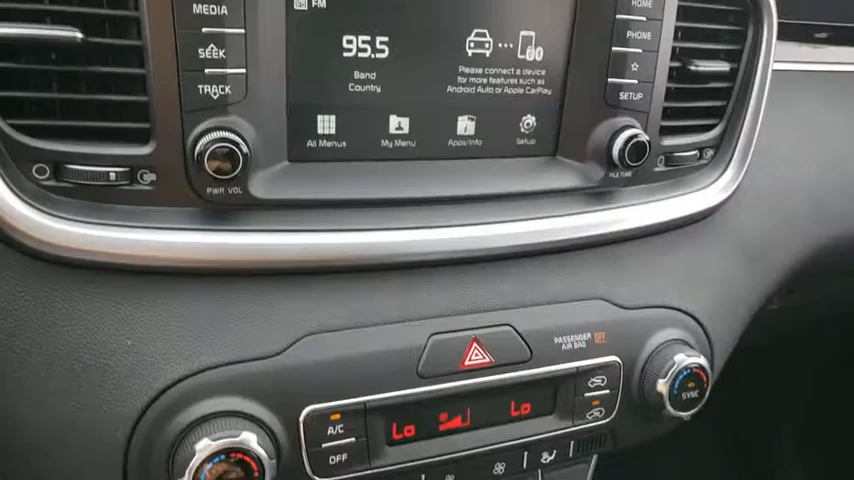 MEDIA
FM
HOME
PHONE
SEEK
95.5
Band
Country
Please connect a device
supporting features such as
Android Auto or Apple CarPlay.
TRACK
SETUP
All Menus
My Menu
Apps/Info
Setup
PWR VOL
FILE TUNE
PASSENGER
AIR BAG
OFF
A/C
OFF
Lo
Lo
SYNC